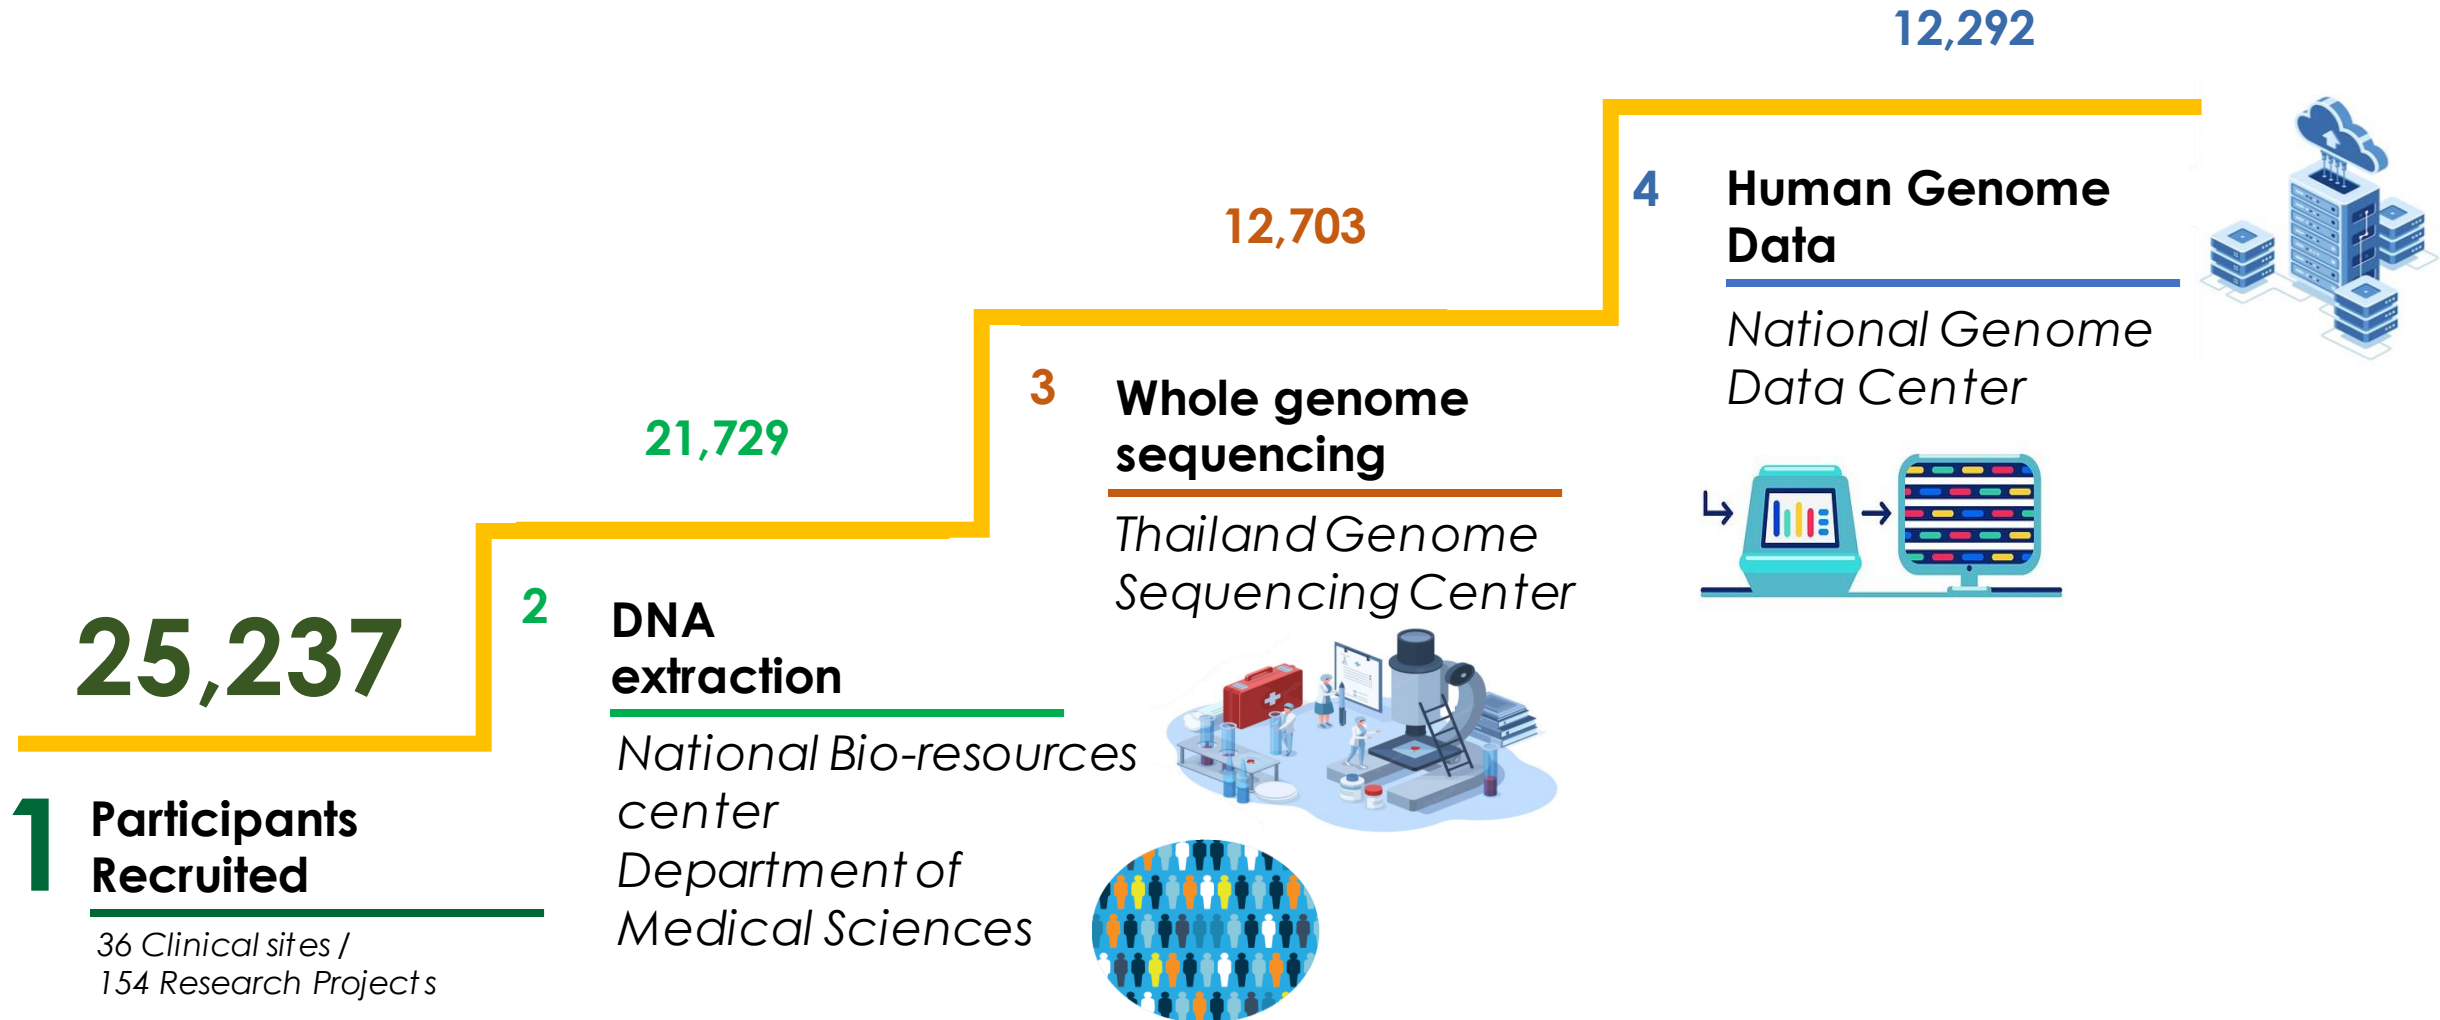 25,237
1
Participants
Recruited
36 Clinical sites /
154 Research Projects
21,729
2
DNA
extraction
National Bio-resources
center
Department of
Medical Sciences
12,703
3
Whole genome
sequencing
Thailand Genome
Sequencing Center
12,292
4
Human Genome
Data
National Genome
Data Center